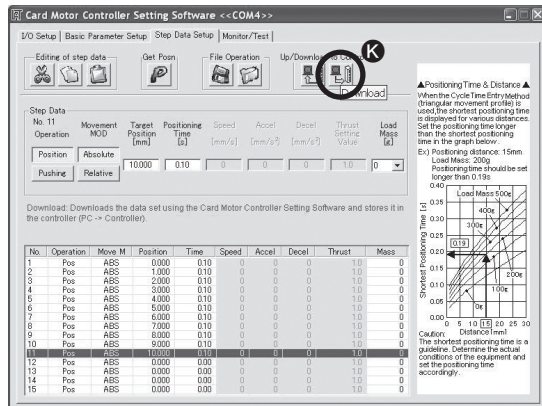 Card Motor Controller Setting Software <<COM4>>
I/O Setup Basic Parameter Setup Step Data Setup Monitor/Test
Editing of step data Get Posn File Operation Up/Download to Contr
K
Download
Step Data
No. 11
Operation Movement MOD Target Position [mm] Positioning Time [s] Speed [mm/s] Accel [mm/s²] Decel [mm/s²] Thrust Setting Value Load Mass [g]
Position Absolute
10.000 0.10 0 0 0 1.0 0
Pushing Relative
Download: Downloads the data set using the Card Motor Controller Setting Software and stores it in
the controller (PC -> Controller).
No. Operation Move M Position Time Speed Accel Decel Thrust Mass
1 Pos ABS 0.000 0.10 0 0 0 1.0 0
2 Pos ABS 1.000 0.10 0 0 0 1.0 0
3 Pos ABS 2.000 0.10 0 0 0 1.0 0
4 Pos ABS 3.000 0.10 0 0 0 1.0 0
5 Pos ABS 4.000 0.10 0 0 0 1.0 0
6 Pos ABS 5.000 0.10 0 0 0 1.0 0
7 Pos ABS 6.000 0.10 0 0 0 1.0 0
8 Pos ABS 7.000 0.10 0 0 0 1.0 0
9 Pos ABS 8.000 0.10 0 0 0 1.0 0
10 Pos ABS 9.000 0.10 0 0 0 1.0 0
11 Pos ABS 10.000 0.10 0 0 0 1.0 0
12 Pos ABS 0.000 0.00 0 0 0 1.0 0
13 Pos ABS 0.000 0.00 0 0 0 1.0 0
14 Pos ABS 0.000 0.00 0 0 0 1.0 0
15 Pos ABS 0.000 0.00 0 0 0 1.0 0
▲Positioning Time & Distance▲
When the Cycle Time Entry Method
(triangular movement profile) is
used,the shortest positioning time
is displayed for various distances.
Set the positioning time longer
than the shortest positioning
time in the graph below.
Ex) Positioning distance: 15mm
Load Mass: 200g
Positioning time should be set
longer than 0.19s
Shortest Positioning Time [s]
0.40
0.35
0.30
0.25
0.20
0.15
0.10
0.05
0.00
0.19
Load Mass 500g
400g
300g
200g
100g
0g
0 5 10 15 20 25 30
Distance [mm]
Caution:
The shortest positioning time is a
guideline. Determine the actual
conditions of the equipment and
set the positioning time
accordingly.